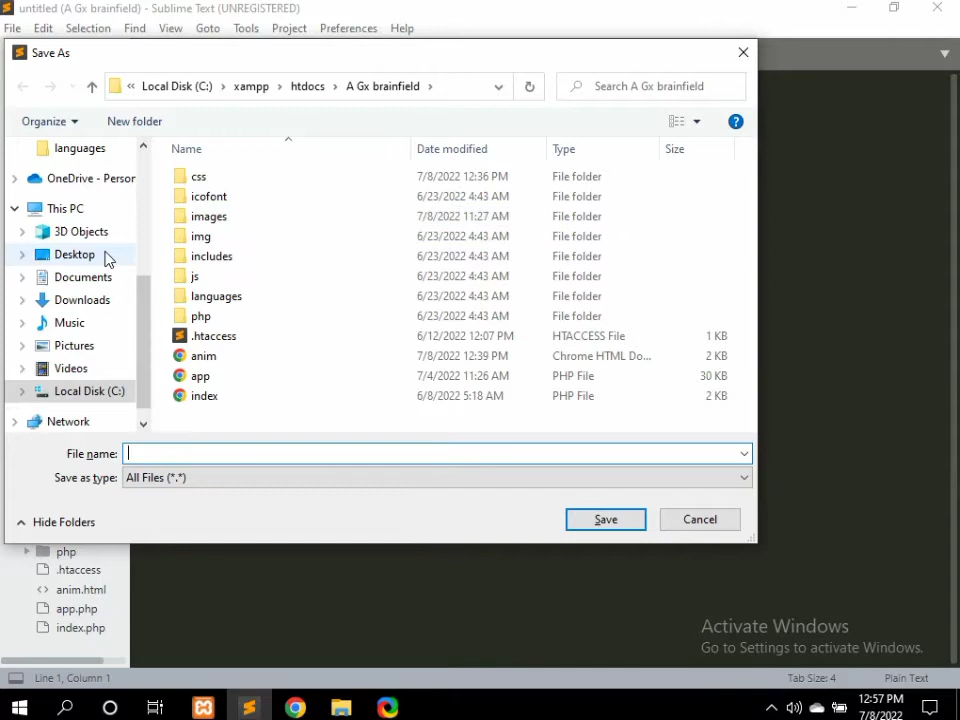 untitled (A Gx brainfield) - Sublime Text (UNREGISTERED)
File Edit Selection Find View Goto Tools Project Preferences Help
Save As
« Local Disk (C:) › xampp › htdocs › A Gx brainfield ›
Search A Gx brainfield
Organize New folder
Name Date modified Type Size
languages
OneDrive - Person
This PC
3D Objects
Desktop
Documents
Downloads
Music
Pictures
Videos
Local Disk (C:)
Network
css 7/8/2022 12:36 PM File folder
icofont 6/23/2022 4:43 AM File folder
images 7/8/2022 11:27 AM File folder
img 6/23/2022 4:43 AM File folder
includes 6/23/2022 4:43 AM File folder
js 6/23/2022 4:43 AM File folder
languages 6/23/2022 4:43 AM File folder
php 6/23/2022 4:43 AM File folder
.htaccess 6/12/2022 12:07 PM HTACCESS File 1 KB
anim 7/8/2022 12:39 PM Chrome HTML Do... 2 KB
app 7/4/2022 11:26 AM PHP File 30 KB
index 6/8/2022 5:18 AM PHP File 2 KB
File name:
Save as type: All Files (*.*)
Hide Folders
Save Cancel
php
.htaccess
anim.html
app.php
index.php
Activate Windows
Go to Settings to activate Windows.
Line 1, Column 1 Tab Size: 4 Plain Text
12:57 PM
7/8/2022